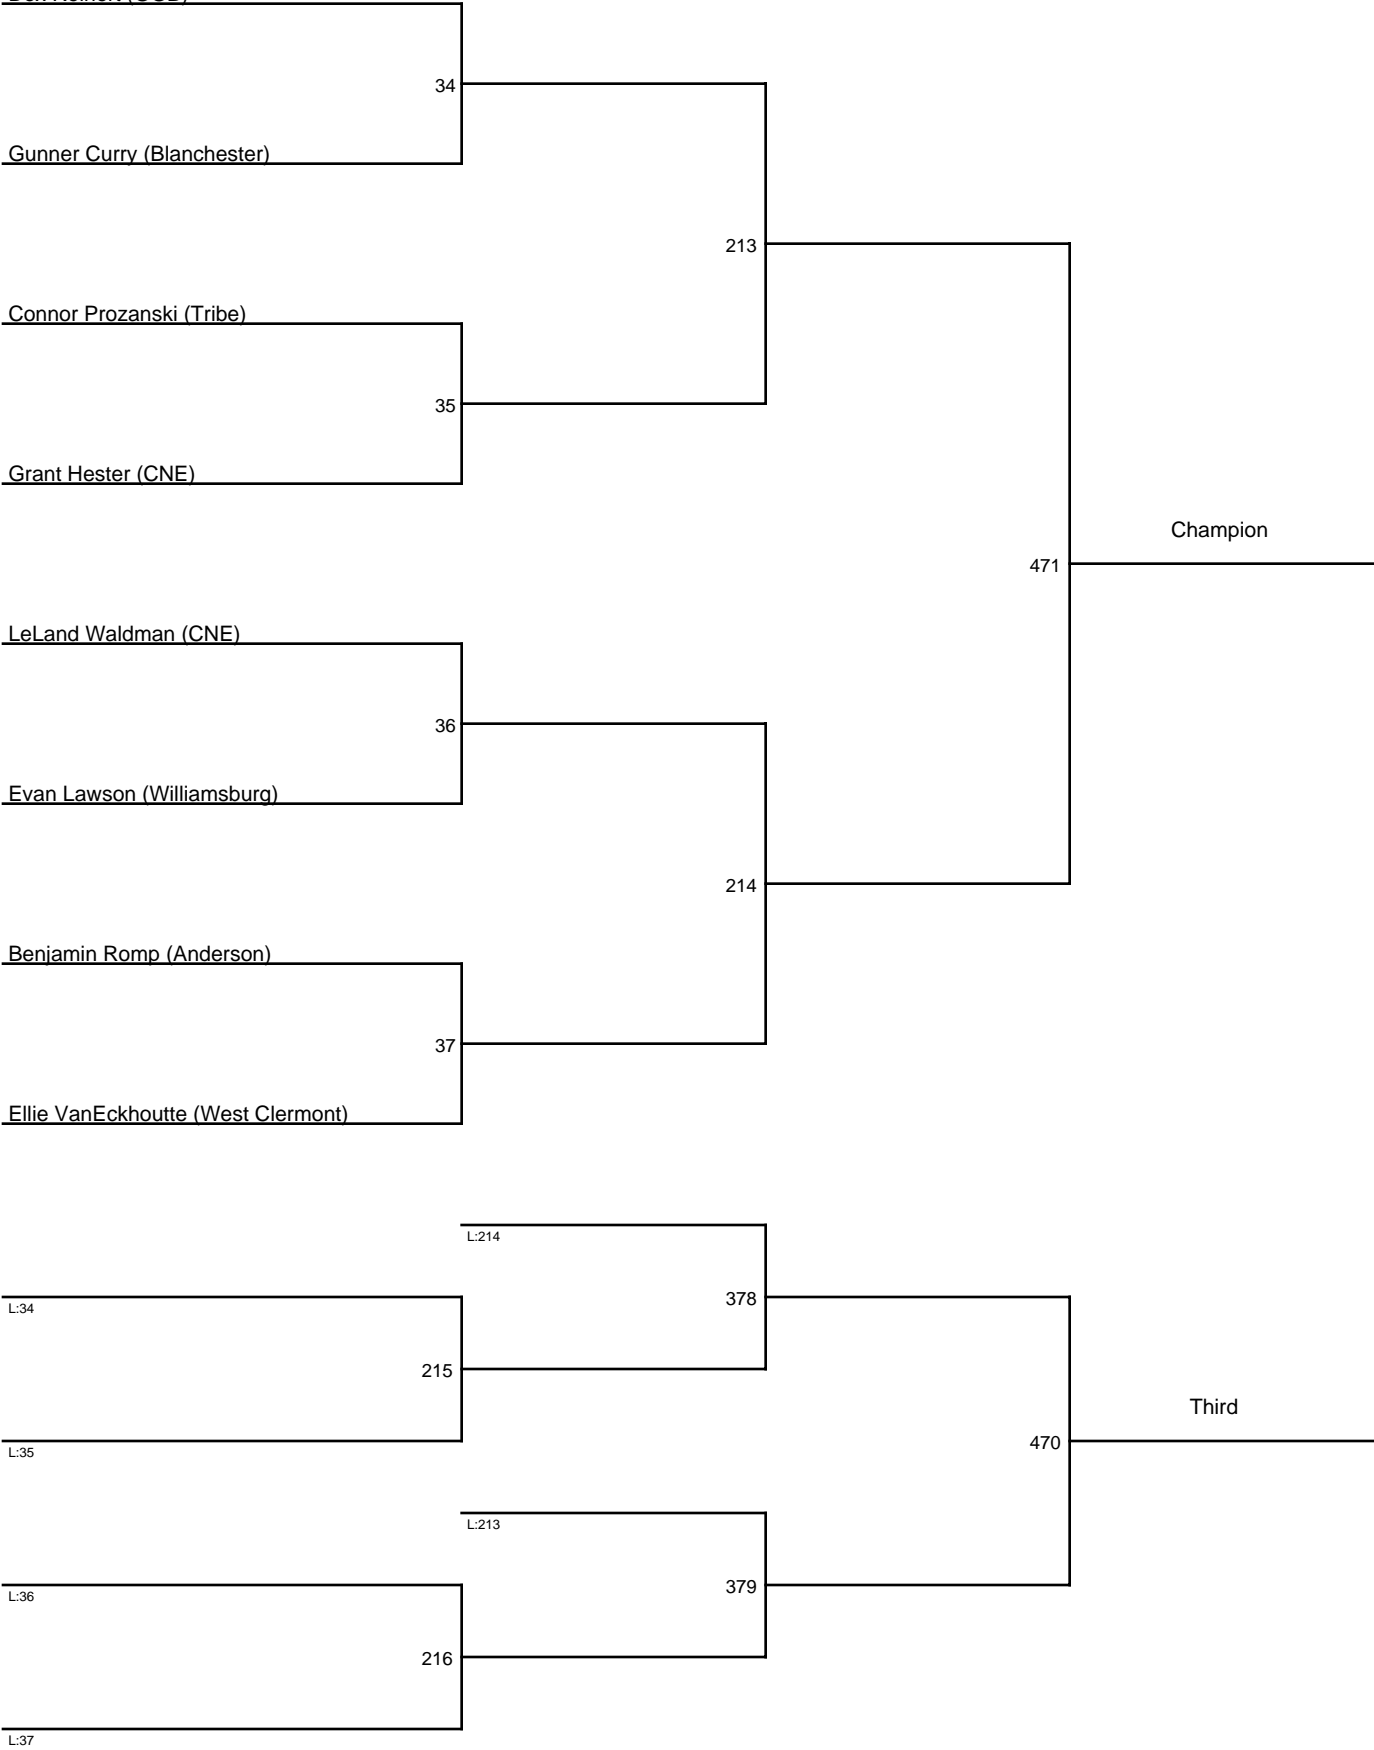 34
Gunner Curry (Blanchester)
213
Connor Prozanski (Tribe)
35
Grant Hester (CNE)
Champion
471
LeLand Waldman (CNE)
36
Evan Lawson (Williamsburg)
214
Benjamin Romp (Anderson)
37
Ellie VanEckhoutte (West Clermont)
L:214
L:34
378
215
Third
L:35
470
L:213
L:36
379
216
L:37